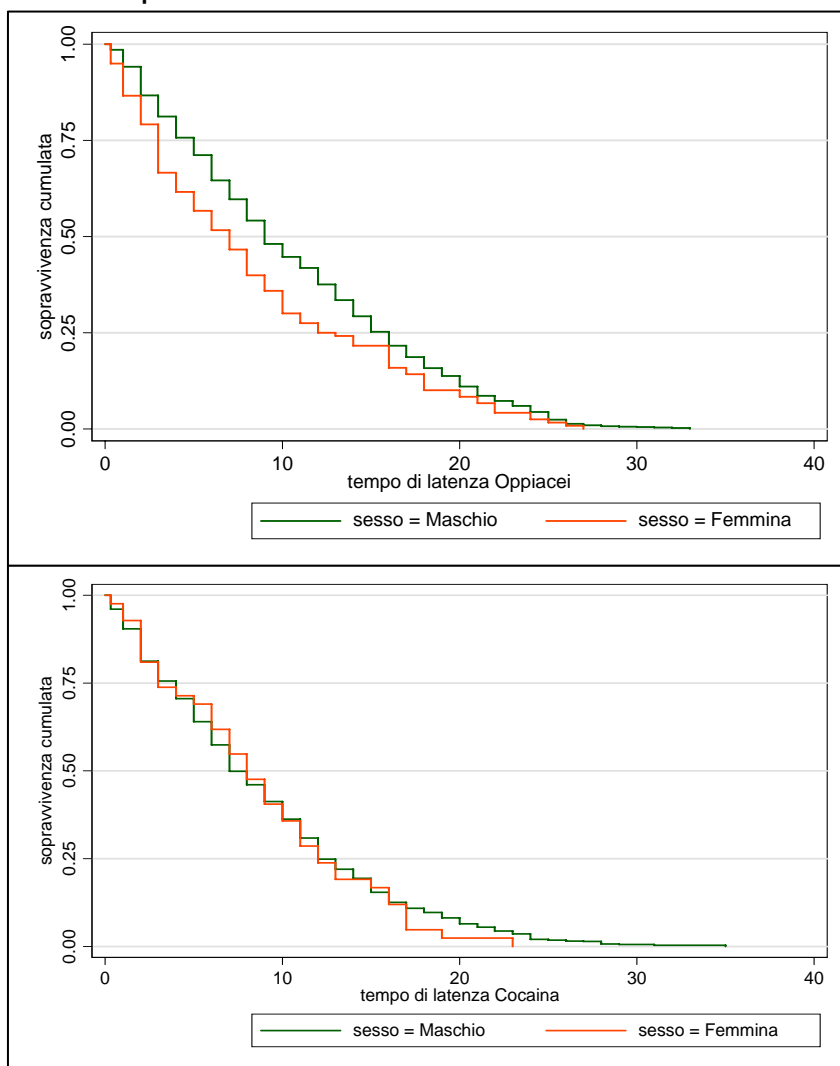 1.00
0.75
0.50
0.25
0.00
sopravvivenza cumulata
0 10 20 30 40
tempo di latenza Oppiacei
sesso = Maschio sesso = Femmina
1.00
0.75
0.50
0.25
0.00
sopravvivenza cumulata
0 10 20 30 40
tempo di latenza Cocaina
sesso = Maschio sesso = Femmina